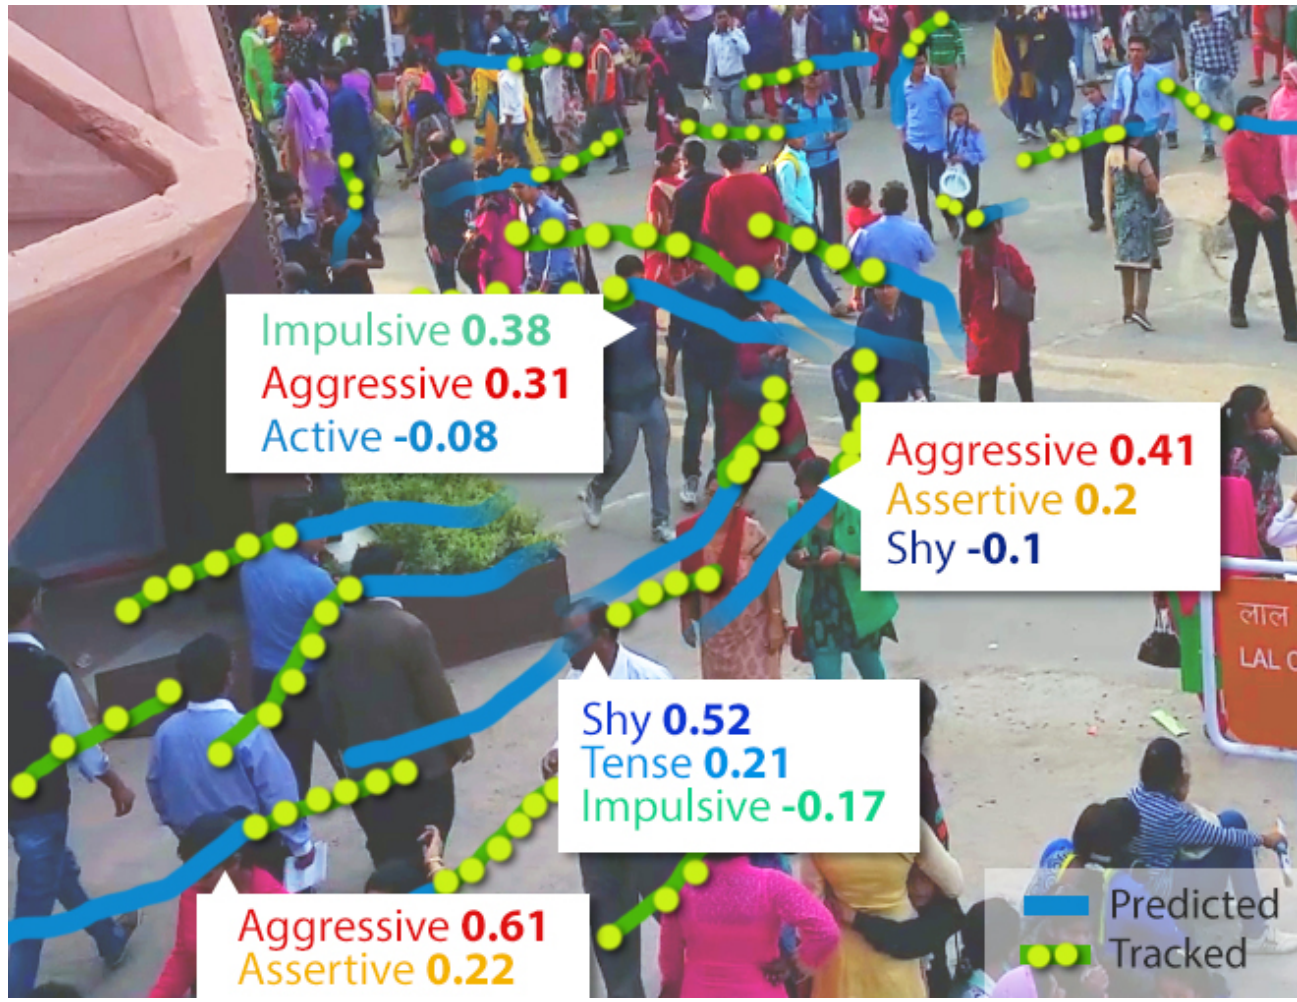 Impulsive 0.38
Aggressive 0.31
Active -0.08
Aggressive 0.41
Assertive 0.2
Shy -0.1
लाल
LAL
Shy 0.52
Tense 0.21
Impulsive -0.17
Aggressive 0.61
Assertive 0.22
Predicted
Tracked